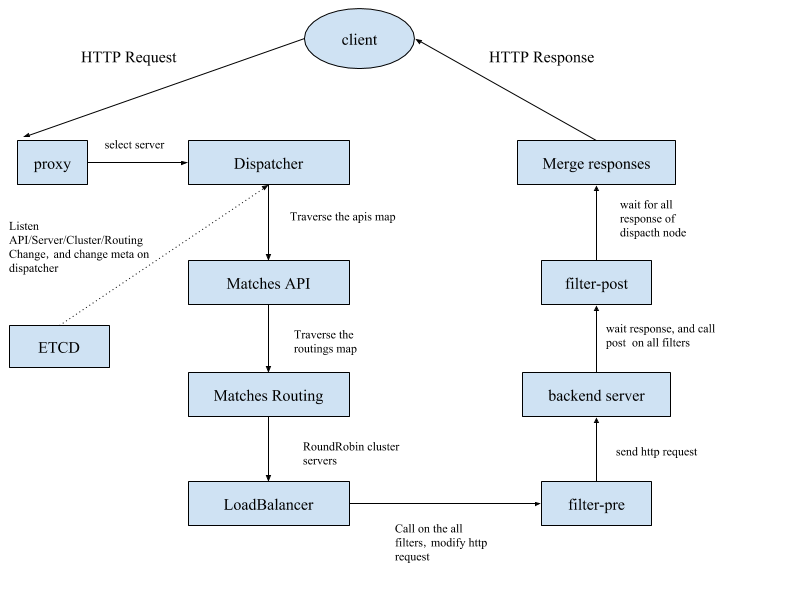 client
HTTP Request
HTTP Response
proxy
select server
Dispatcher
Merge responses
Listen
API/Server/Cluster/Routing
Change, and change meta on
dispatcher
Traverse the apis map
wait for all
response of
dispacth node
Matches API
filter-post
ETCD
Traverse the
routings map
wait response, and call
post on all filters
Matches Routing
backend server
RoundRobin cluster
servers
send http request
LoadBalancer
filter-pre
Call on the all
filters, modify http
request